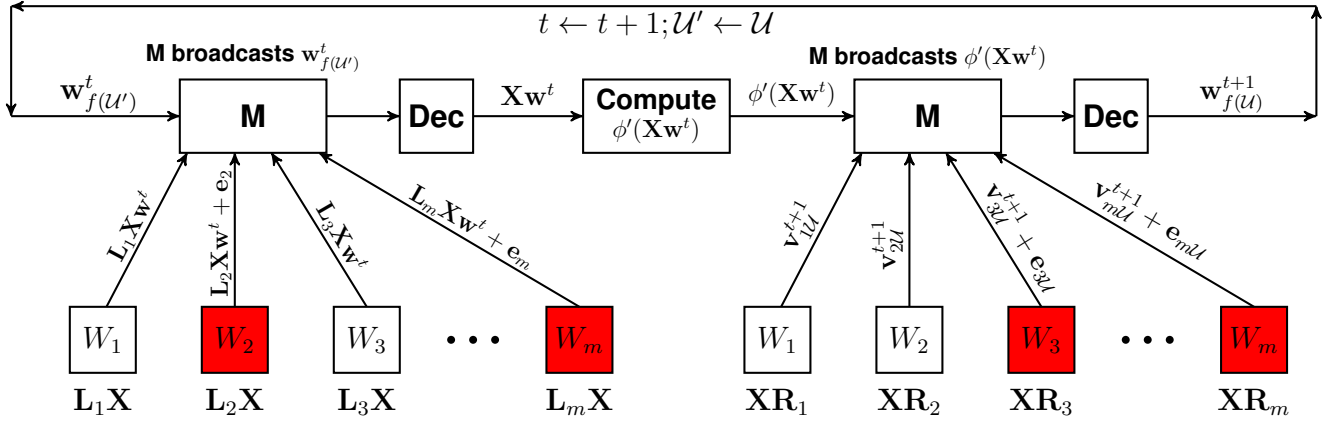 t ← t + 1; 𝒰′ ← 𝒰
M broadcasts w^t_{f(𝒰′)}
M broadcasts ϕ′(Xw^t)
w^t_{f(𝒰′)}
M
Dec
Xw^t
Compute
ϕ′(Xw^t)
ϕ′(Xw^t)
M
Dec
w^{t+1}_{f(𝒰)}
L_1Xw^t
L_2Xw^t + e_2
L_3Xw^t
L_mXw^t + e_m
v^{t+1}_{1𝒰}
v^{t+1}_{2𝒰}
v^{t+1}_{3𝒰} + e_{3𝒰}
v^{t+1}_{m𝒰} + e_{m𝒰}
W_1 W_2 W_3 • • • W_m W_1 W_2 W_3 • • • W_m
L_1X L_2X L_3X L_mX XR_1 XR_2 XR_3 XR_m